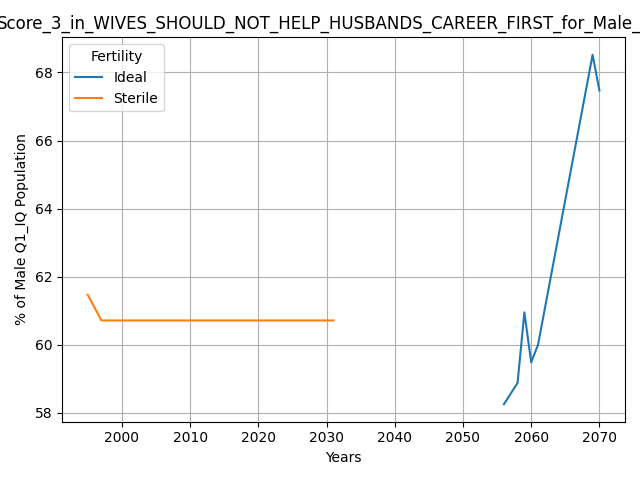 Score_3_in_WIVES_SHOULD_NOT_HELP_HUSBANDS_CAREER_FIRST_for_Male_
Fertility
Ideal
Sterile
% of Male Q1_IQ Population
68
66
64
62
60
58
2000 2010 2020 2030 2040 2050 2060 2070
Years